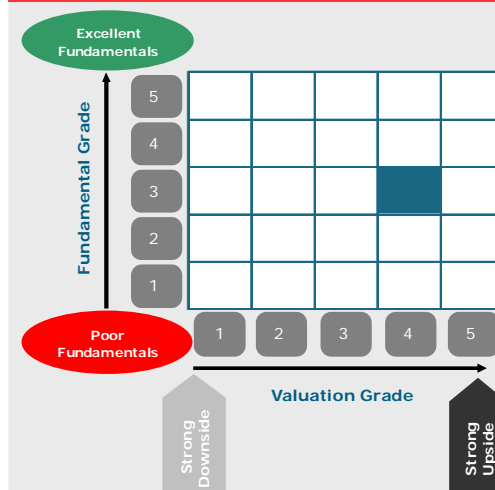 Excellent
Fundamentals
Fundamental Grade
5
4
3
2
1
Poor
Fundamentals
1
2
3
4
5
Valuation Grade
Strong
Downside
Strong
Upside